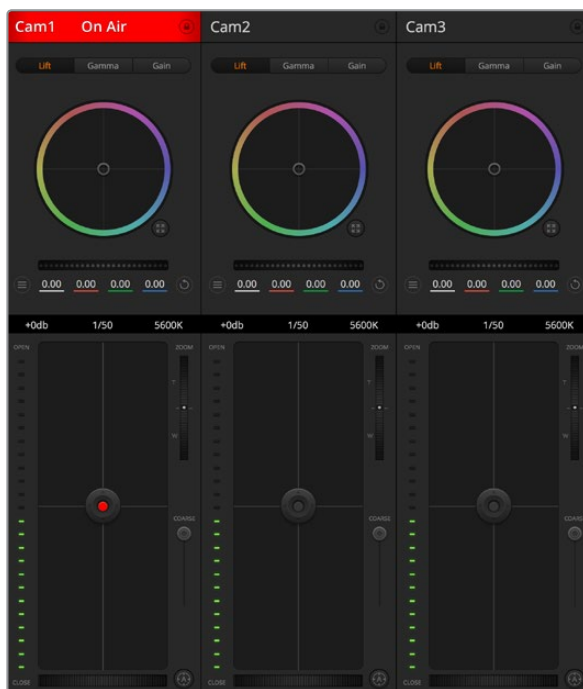 Cam1 On Air
Lift Gamma Gain
0.00 0.00 0.00 0.00
+0db 1/50 5600K
OPEN ZOOM
T
W
COARSE
CLOSE A
Cam2
Lift Gamma Gain
0.00 0.00 0.00 0.00
+0db 1/50 5600K
OPEN ZOOM
T
W
COARSE
CLOSE A
Cam3
Lift Gamma Gain
0.00 0.00 0.00 0.00
+0db 1/50 5600K
OPEN ZOOM
T
W
COARSE
CLOSE A